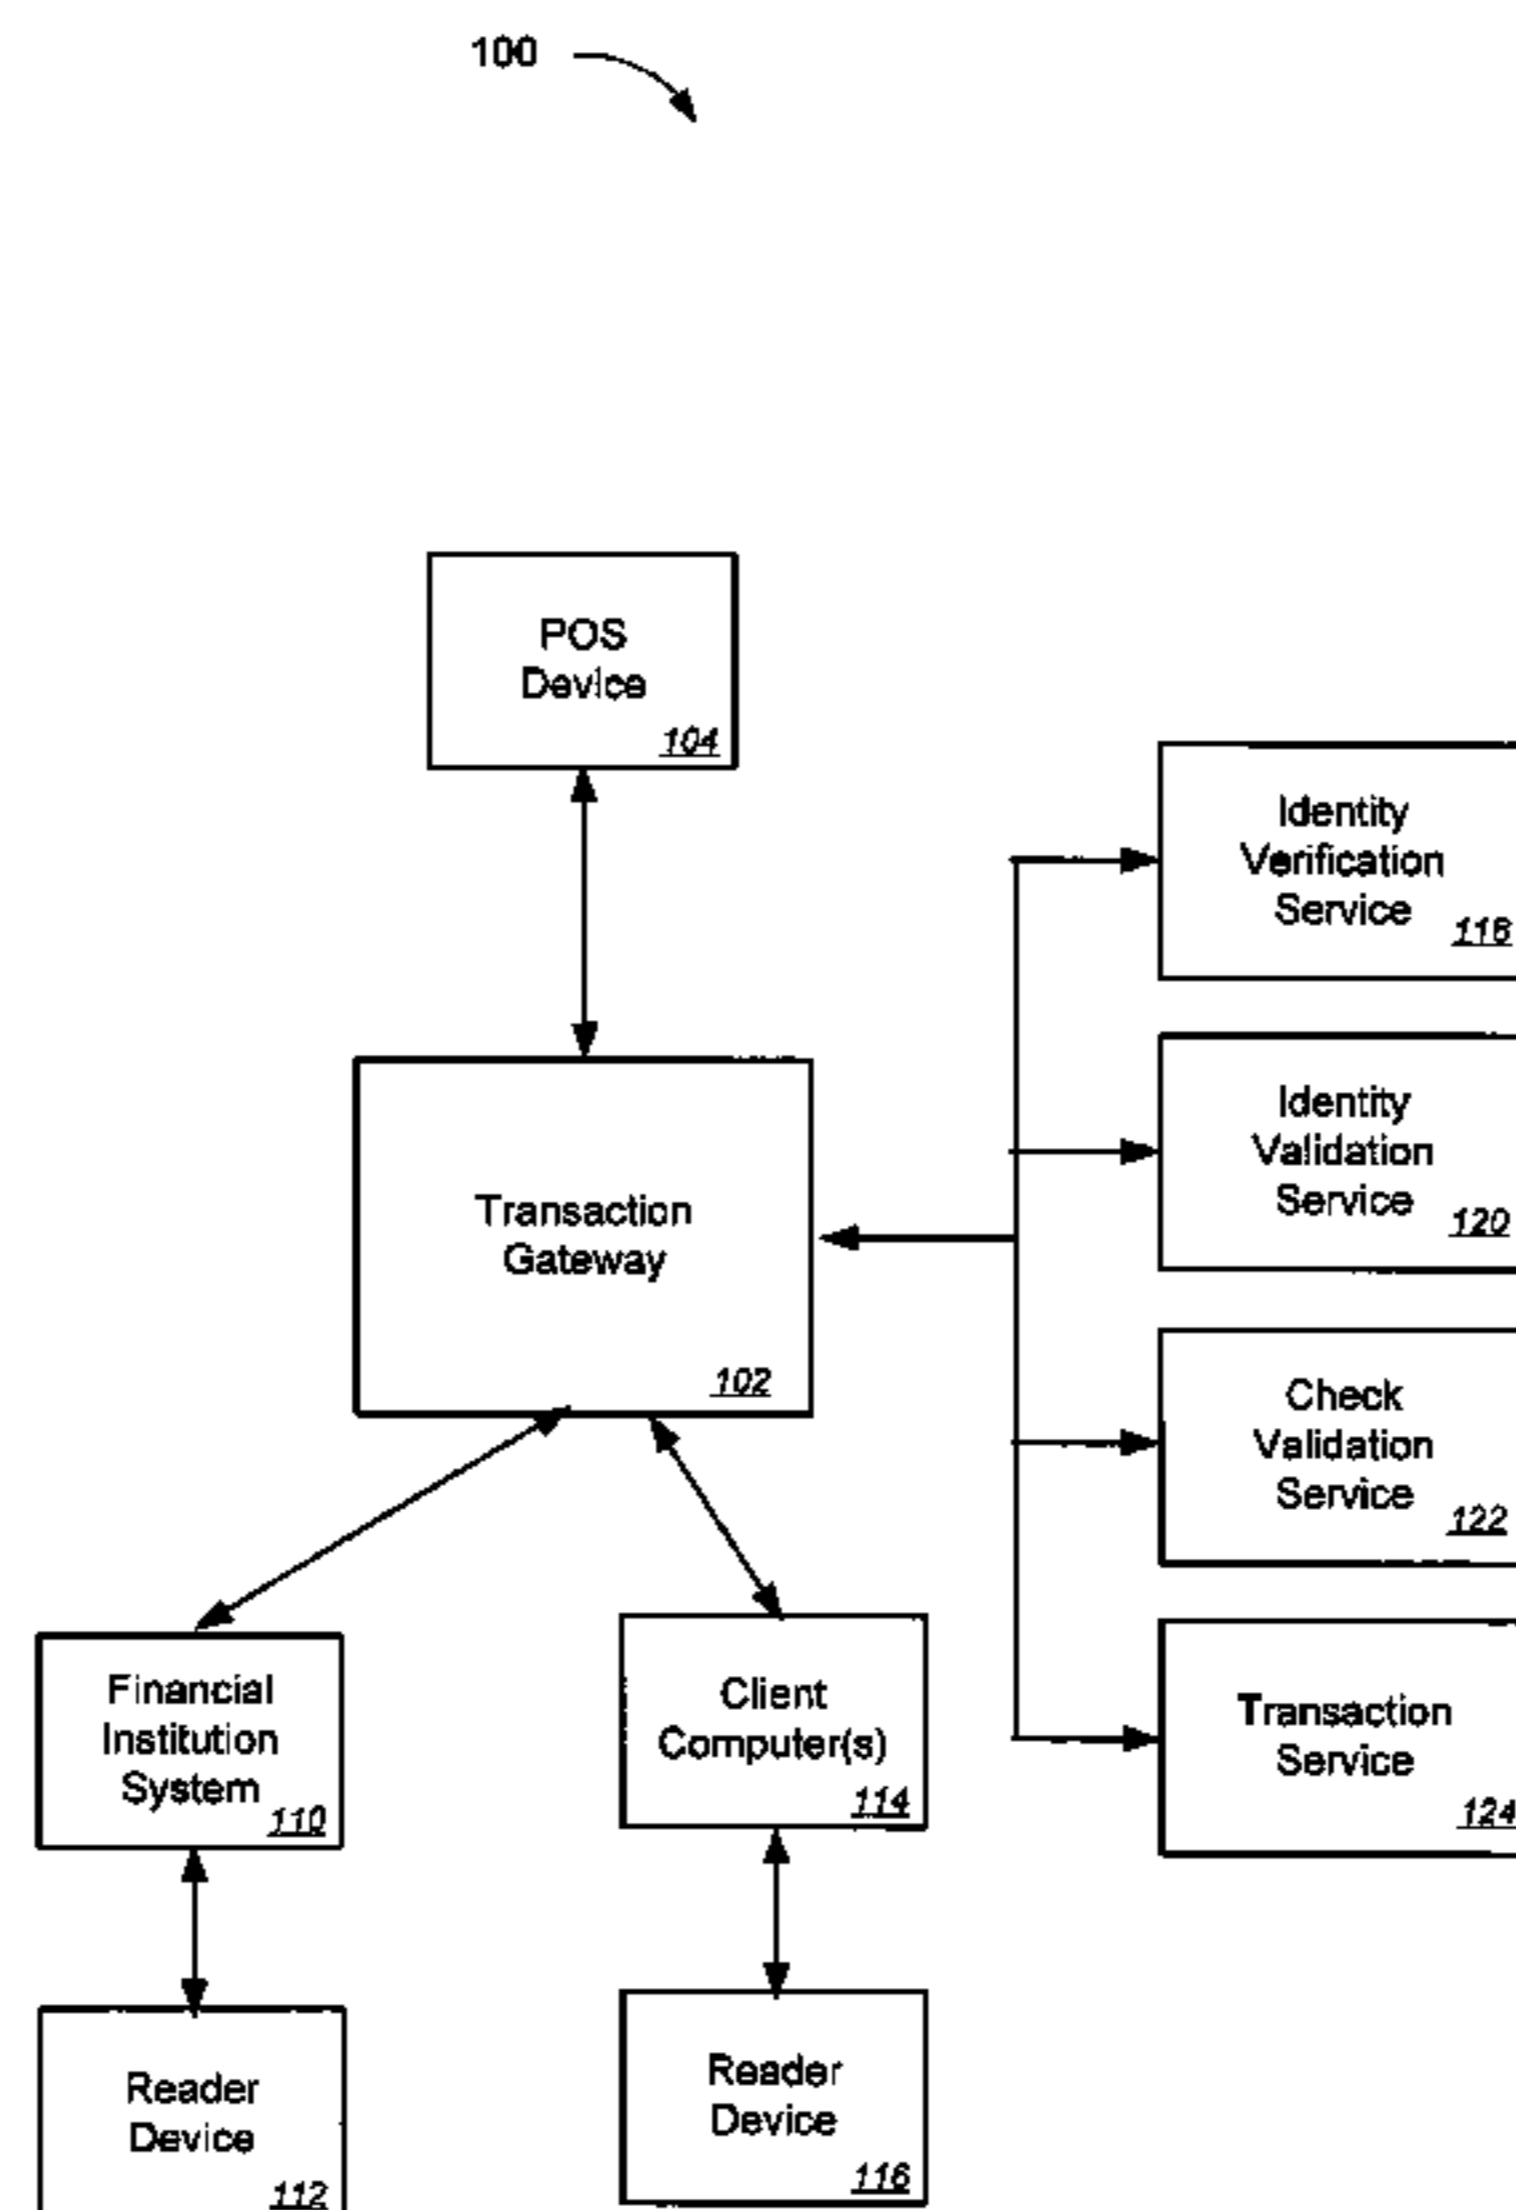 100
POS
Device
104
Identity
Verification
Service
118
Identity
Validation
Service
120
Transaction
Gateway
102
Check
Validation
Service
122
Financial
Institution
System
110
Client
Computer(s)
114
Transaction
Service
124
Reader
Device
112
Reader
Device
116